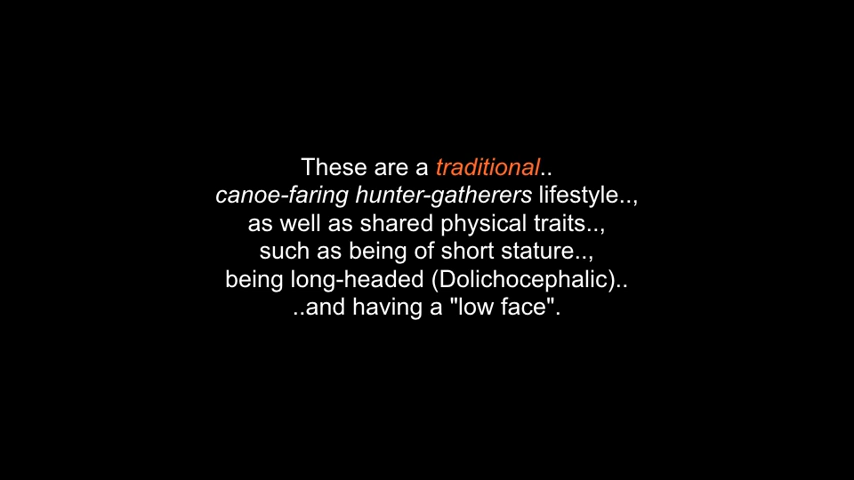 These are a traditional..
canoe-faring hunter-gatherers lifestyle..,
as well as shared physical traits..,
such as being of short stature..,
being long-headed (Dolichocephalic)..
..and having a "low face".